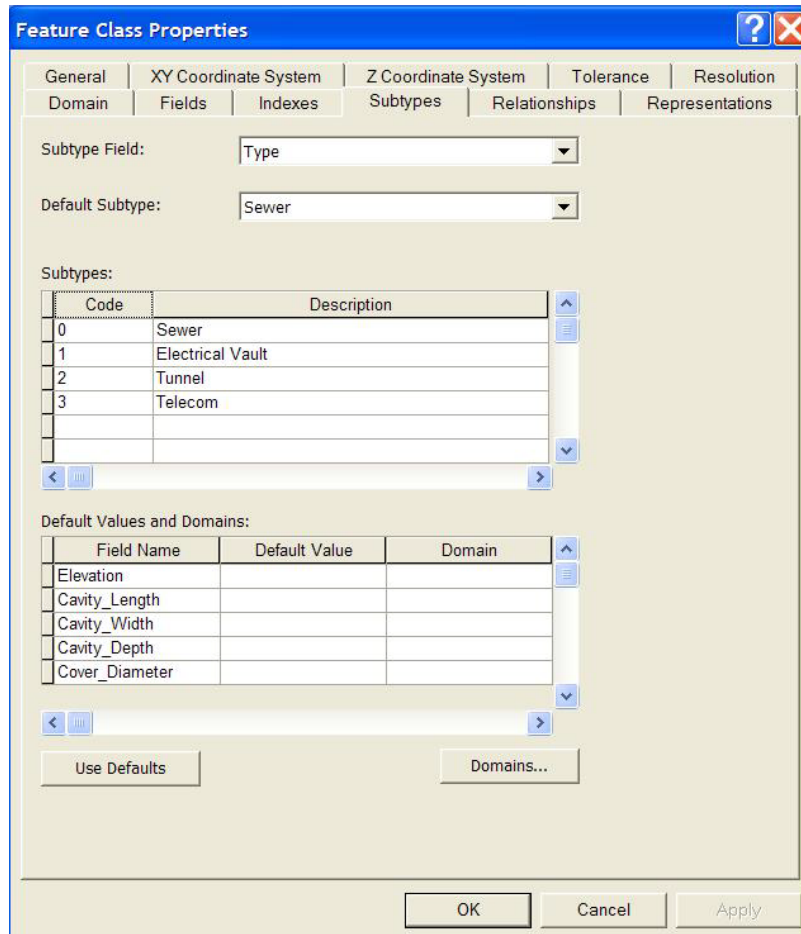 Feature Class Properties
General XY Coordinate System Z Coordinate System Tolerance Resolution
Domain Fields Indexes Subtypes Relationships Representations
Subtype Field: Type
Default Subtype: Sewer
Subtypes:
Code Description
0 Sewer
1 Electrical Vault
2 Tunnel
3 Telecom
Default Values and Domains:
Field Name Default Value Domain
Elevation
Cavity_Length
Cavity_Width
Cavity_Depth
Cover_Diameter
Use Defaults Domains...
OK Cancel Apply